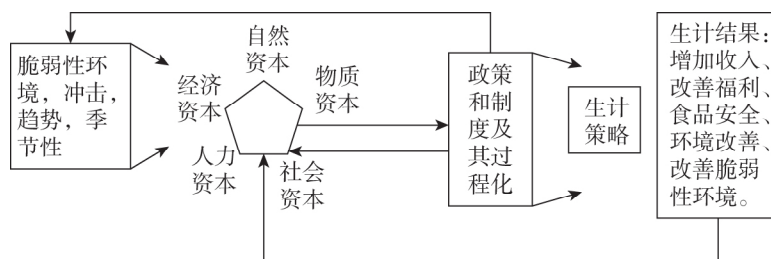 脆弱性环
境，冲击，
趋势，季
节性
自然
资本
经济
资本
物质
资本
人力
资本
社会
资本
政策
和制
度及
其过
程化
生计
策略
生计结果：
增加收入、
改善福利、
食品安全、
环境改善、
改善脆弱
性环境。